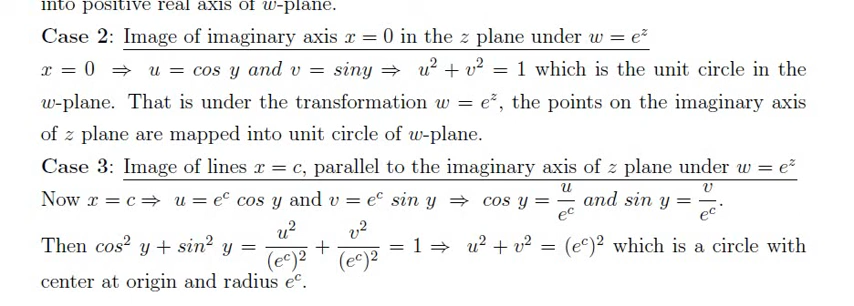 into positive real axis of w-plane.
Case 2: Image of imaginary axis x = 0 in the z plane under w = e^z
x = 0 ⇒ u = cos y and v = siny ⇒ u² + v² = 1 which is the unit circle in the
w-plane. That is under the transformation w = e^z, the points on the imaginary axis
of z plane are mapped into unit circle of w-plane.
Case 3: Image of lines x = c, parallel to the imaginary axis of z plane under w = e^z
Now x = c ⇒ u = e^c cos y and v = e^c sin y ⇒ cos y = u/e^c and sin y = v/e^c.
Then cos² y + sin² y = u²/(e^c)² + v²/(e^c)² = 1 ⇒ u² + v² = (e^c)² which is a circle with
center at origin and radius e^c.